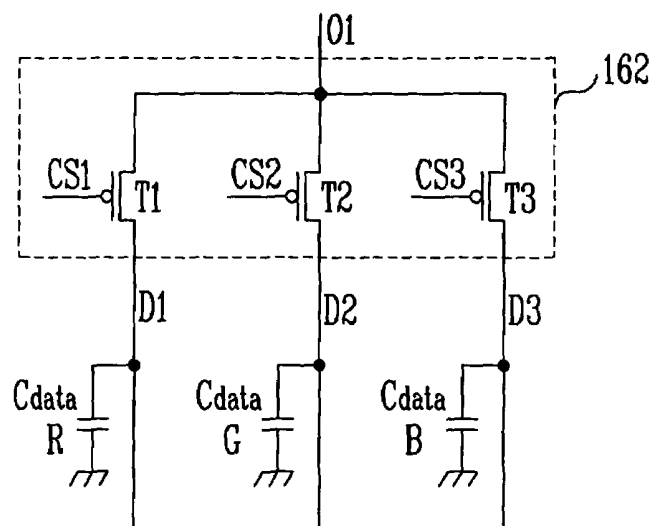 O1
162
CS1
T1
CS2
T2
CS3
T3
D1
D2
D3
Cdata
R
Cdata
G
Cdata
B